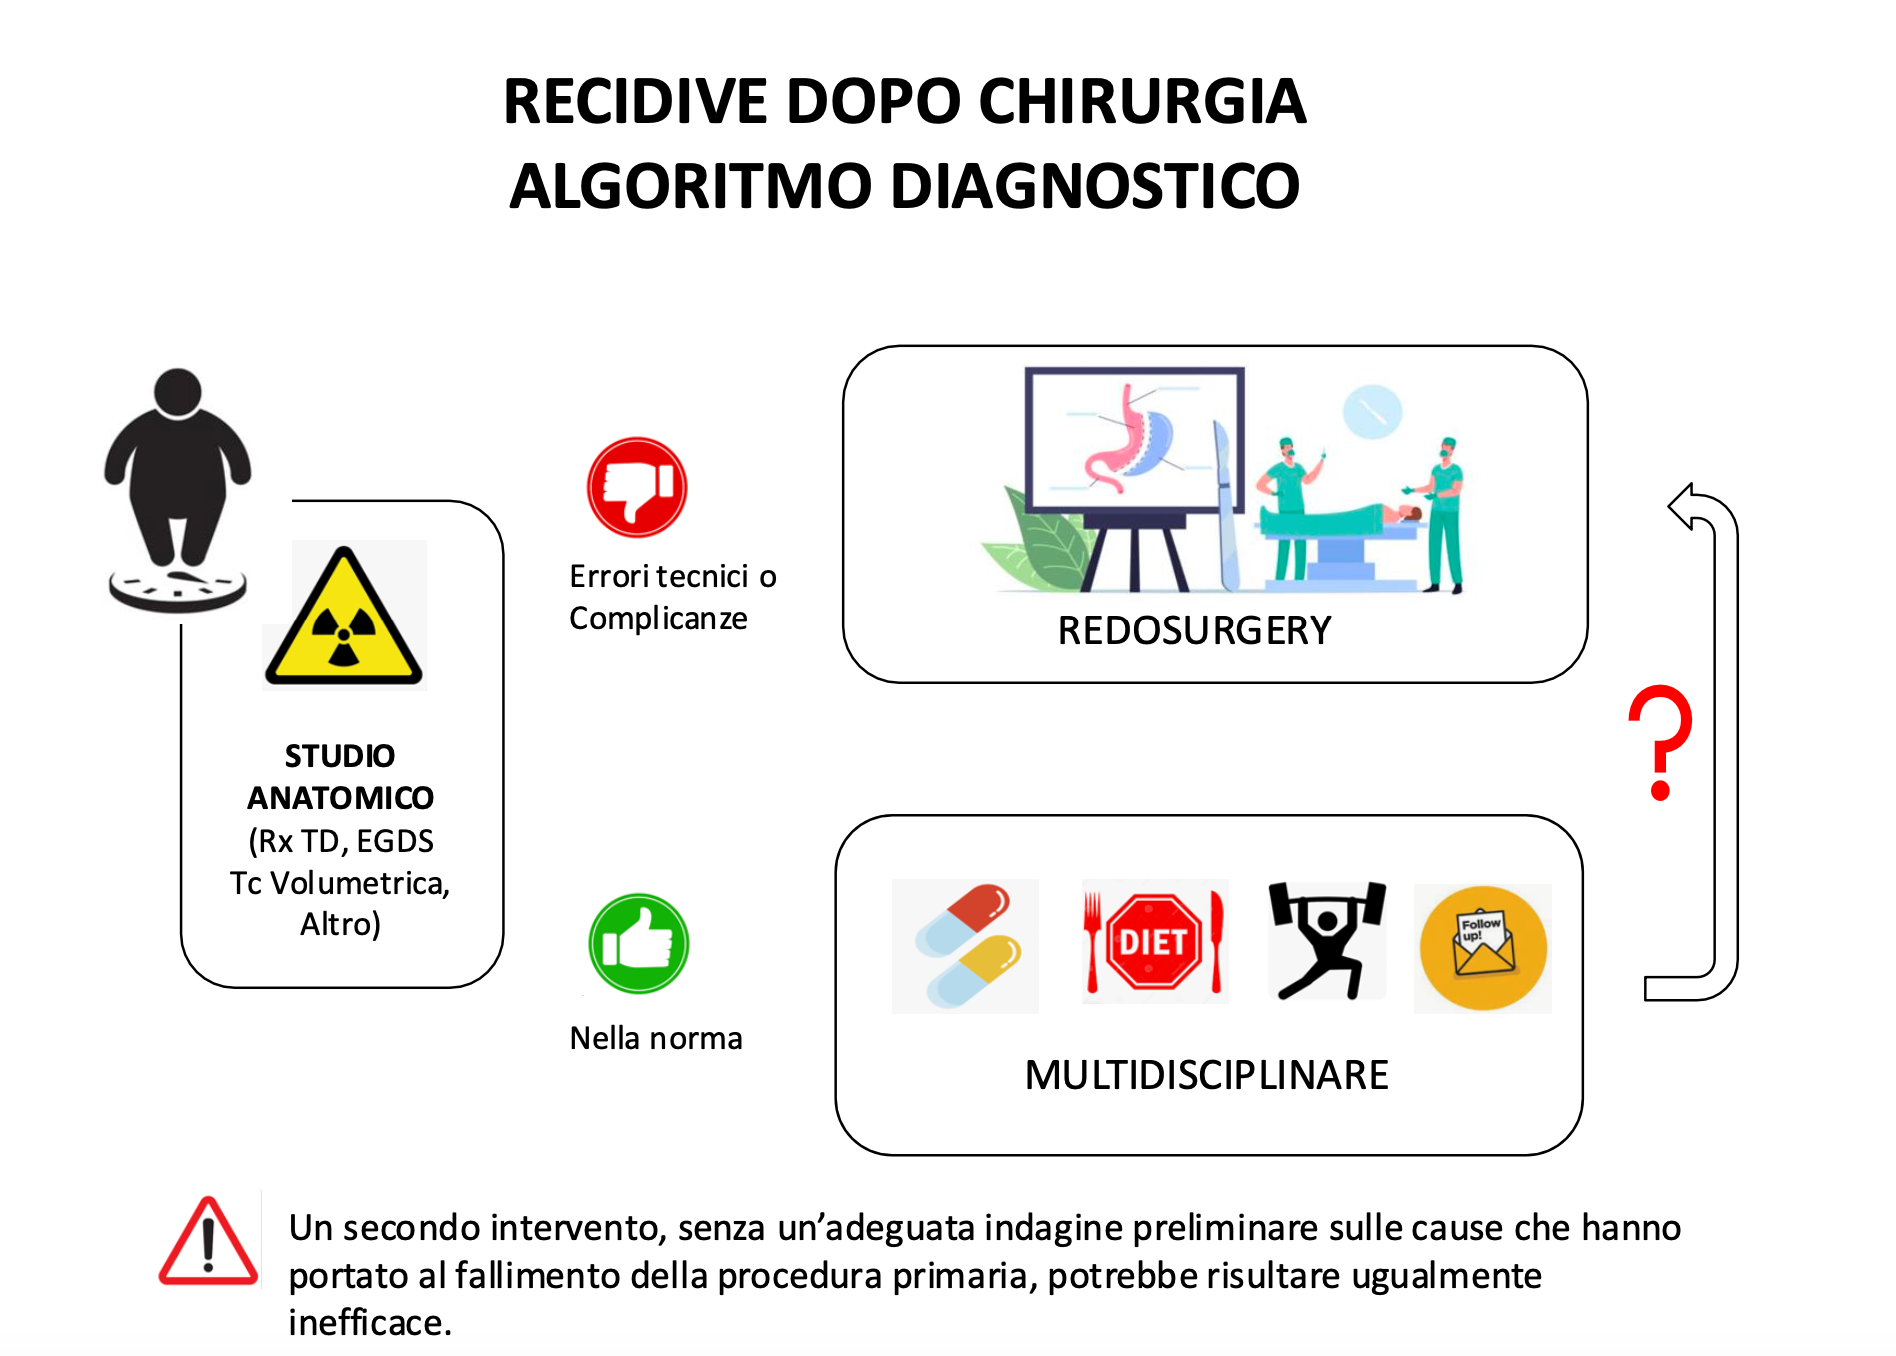 RECIDIVE DOPO CHIRURGIA
ALGORITMO DIAGNOSTICO
STUDIO
ANATOMICO
(Rx TD, EGDS
Tc Volumetrica,
Altro)
Errori tecnici o
Complicanze
REDOSURGERY
?
Nella norma
DIET
Follow
up!
MULTIDISCIPLINARE
!
Un secondo intervento, senza un’adeguata indagine preliminare sulle cause che hanno
portato al fallimento della procedura primaria, potrebbe risultare ugualmente
inefficace.